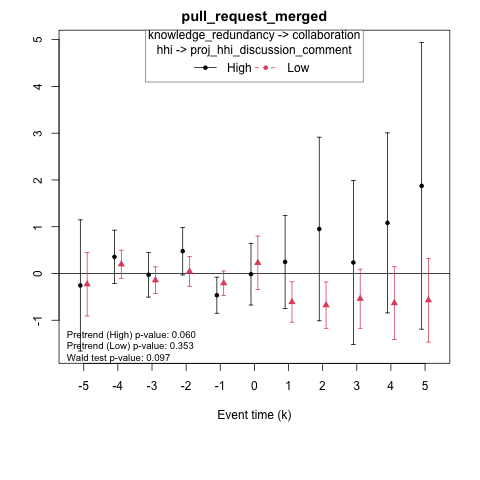 pull_request_merged
knowledge_redundancy -> collaboration
hhi -> proj_hhi_discussion_comment
High Low
5
4
3
2
1
0
-1
Pretrend (High) p-value: 0.060
Pretrend (Low) p-value: 0.353
Wald test p-value: 0.097
-5 -4 -3 -2 -1 0 1 2 3 4 5
Event time (k)